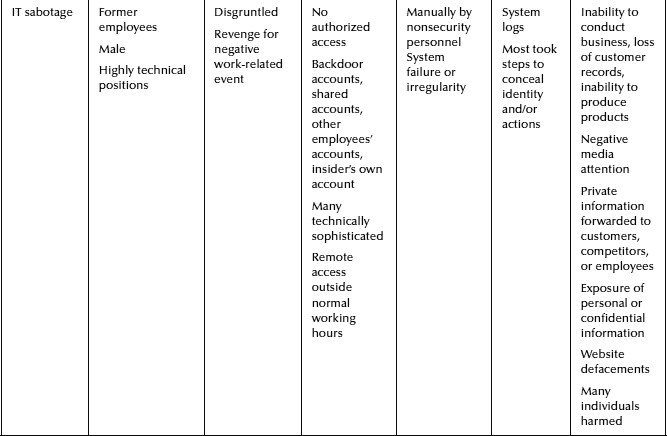 IT sabotage
Former
employees
Male
Highly technical
positions
Disgruntled
Revenge for
negative
work-related
event
No
authorized
access
Backdoor
accounts,
shared
accounts,
other
employees’
accounts,
insider’s own
account
Many
technically
sophisticated
Remote
access
outside
normal
working
hours
Manually by
nonsecurity
personnel
System
failure or
irregularity
System
logs
Most took
steps to
conceal
identity
and/or
actions
Inability to
conduct
business, loss
of customer
records,
inability to
produce
products
Negative
media
attention
Private
information
forwarded to
customers,
competitors,
or employees
Exposure of
personal or
confidential
information
Website
defacements
Many
individuals
harmed